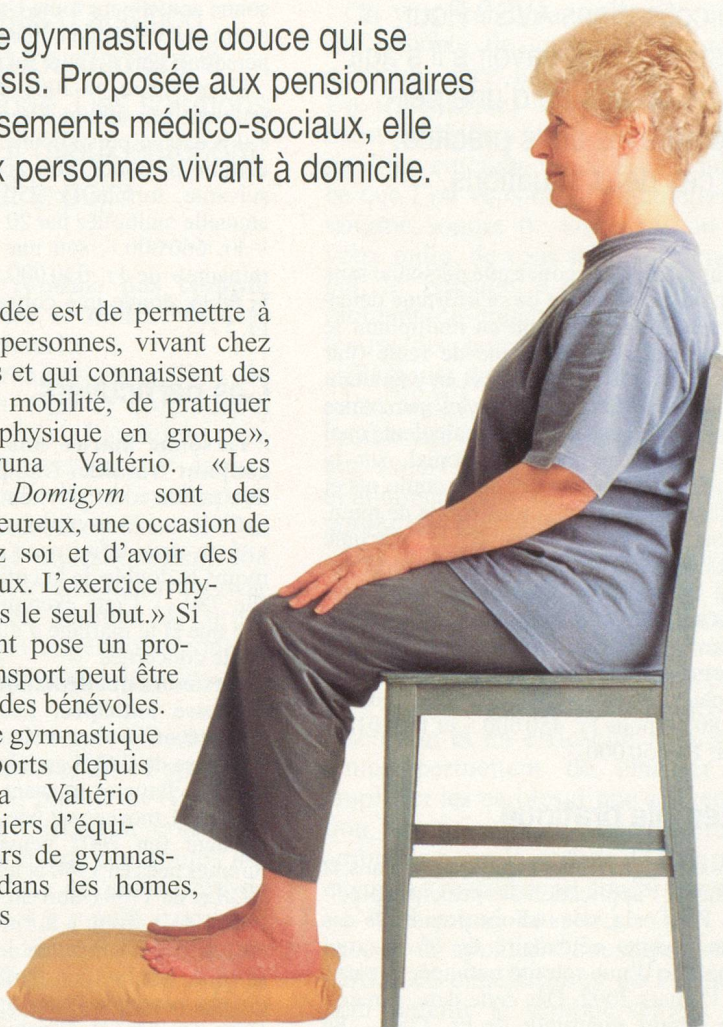 e gymnastique douce qui se
sis. Proposée aux pensionnaires
sements médico-sociaux, elle
x personnes vivant à domicile.
dée est de permettre à
personnes, vivant chez
s et qui connaissent des
mobilité, de pratiquer
physique en groupe»,
runa Valtério. «Les
Domigym sont des
eureux, une occasion de
z soi et d'avoir des
ux. L'exercice phy-
s le seul but.» Si
nt pose un pro-
nsport peut être
des bénévoles.
e gymnastique
ports depuis
a Valtério
iers d'équi-
rs de gymnas-
dans les homes,
s